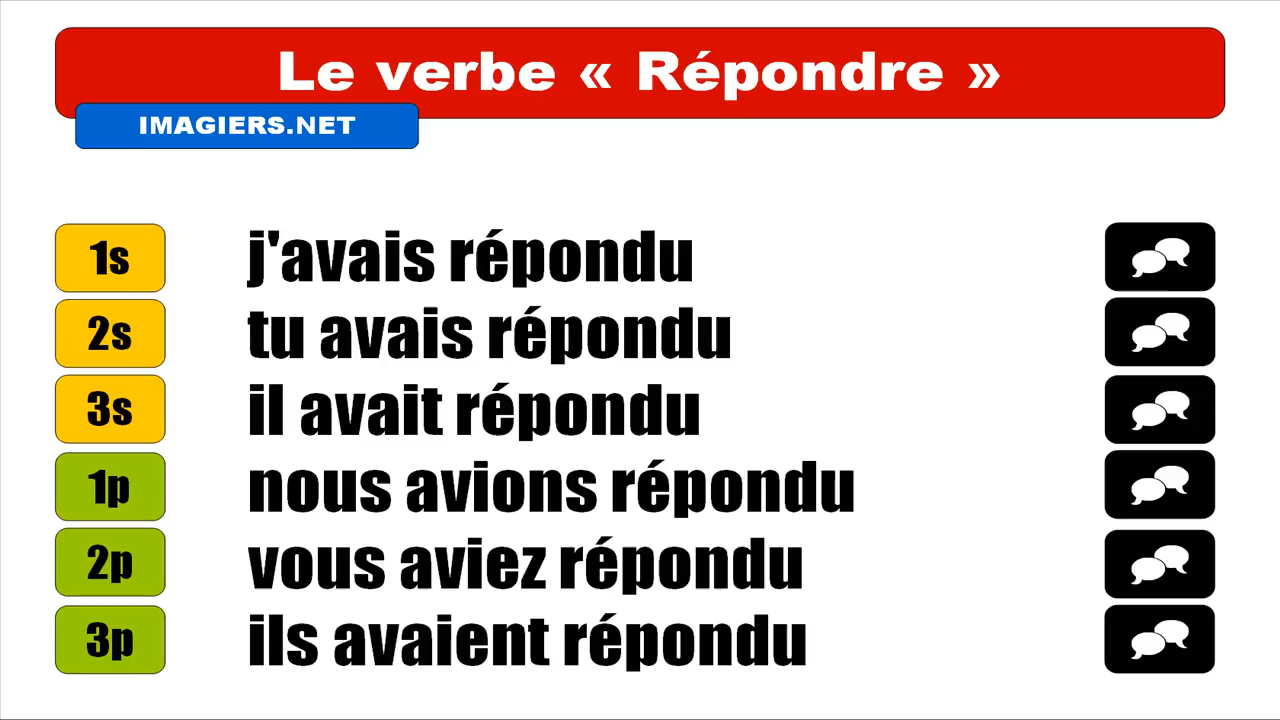 Le verbe « Répondre »
IMAGIERS.NET
1s j'avais répondu
2s tu avais répondu
3s il avait répondu
1p nous avions répondu
2p vous aviez répondu
3p ils avaient répondu